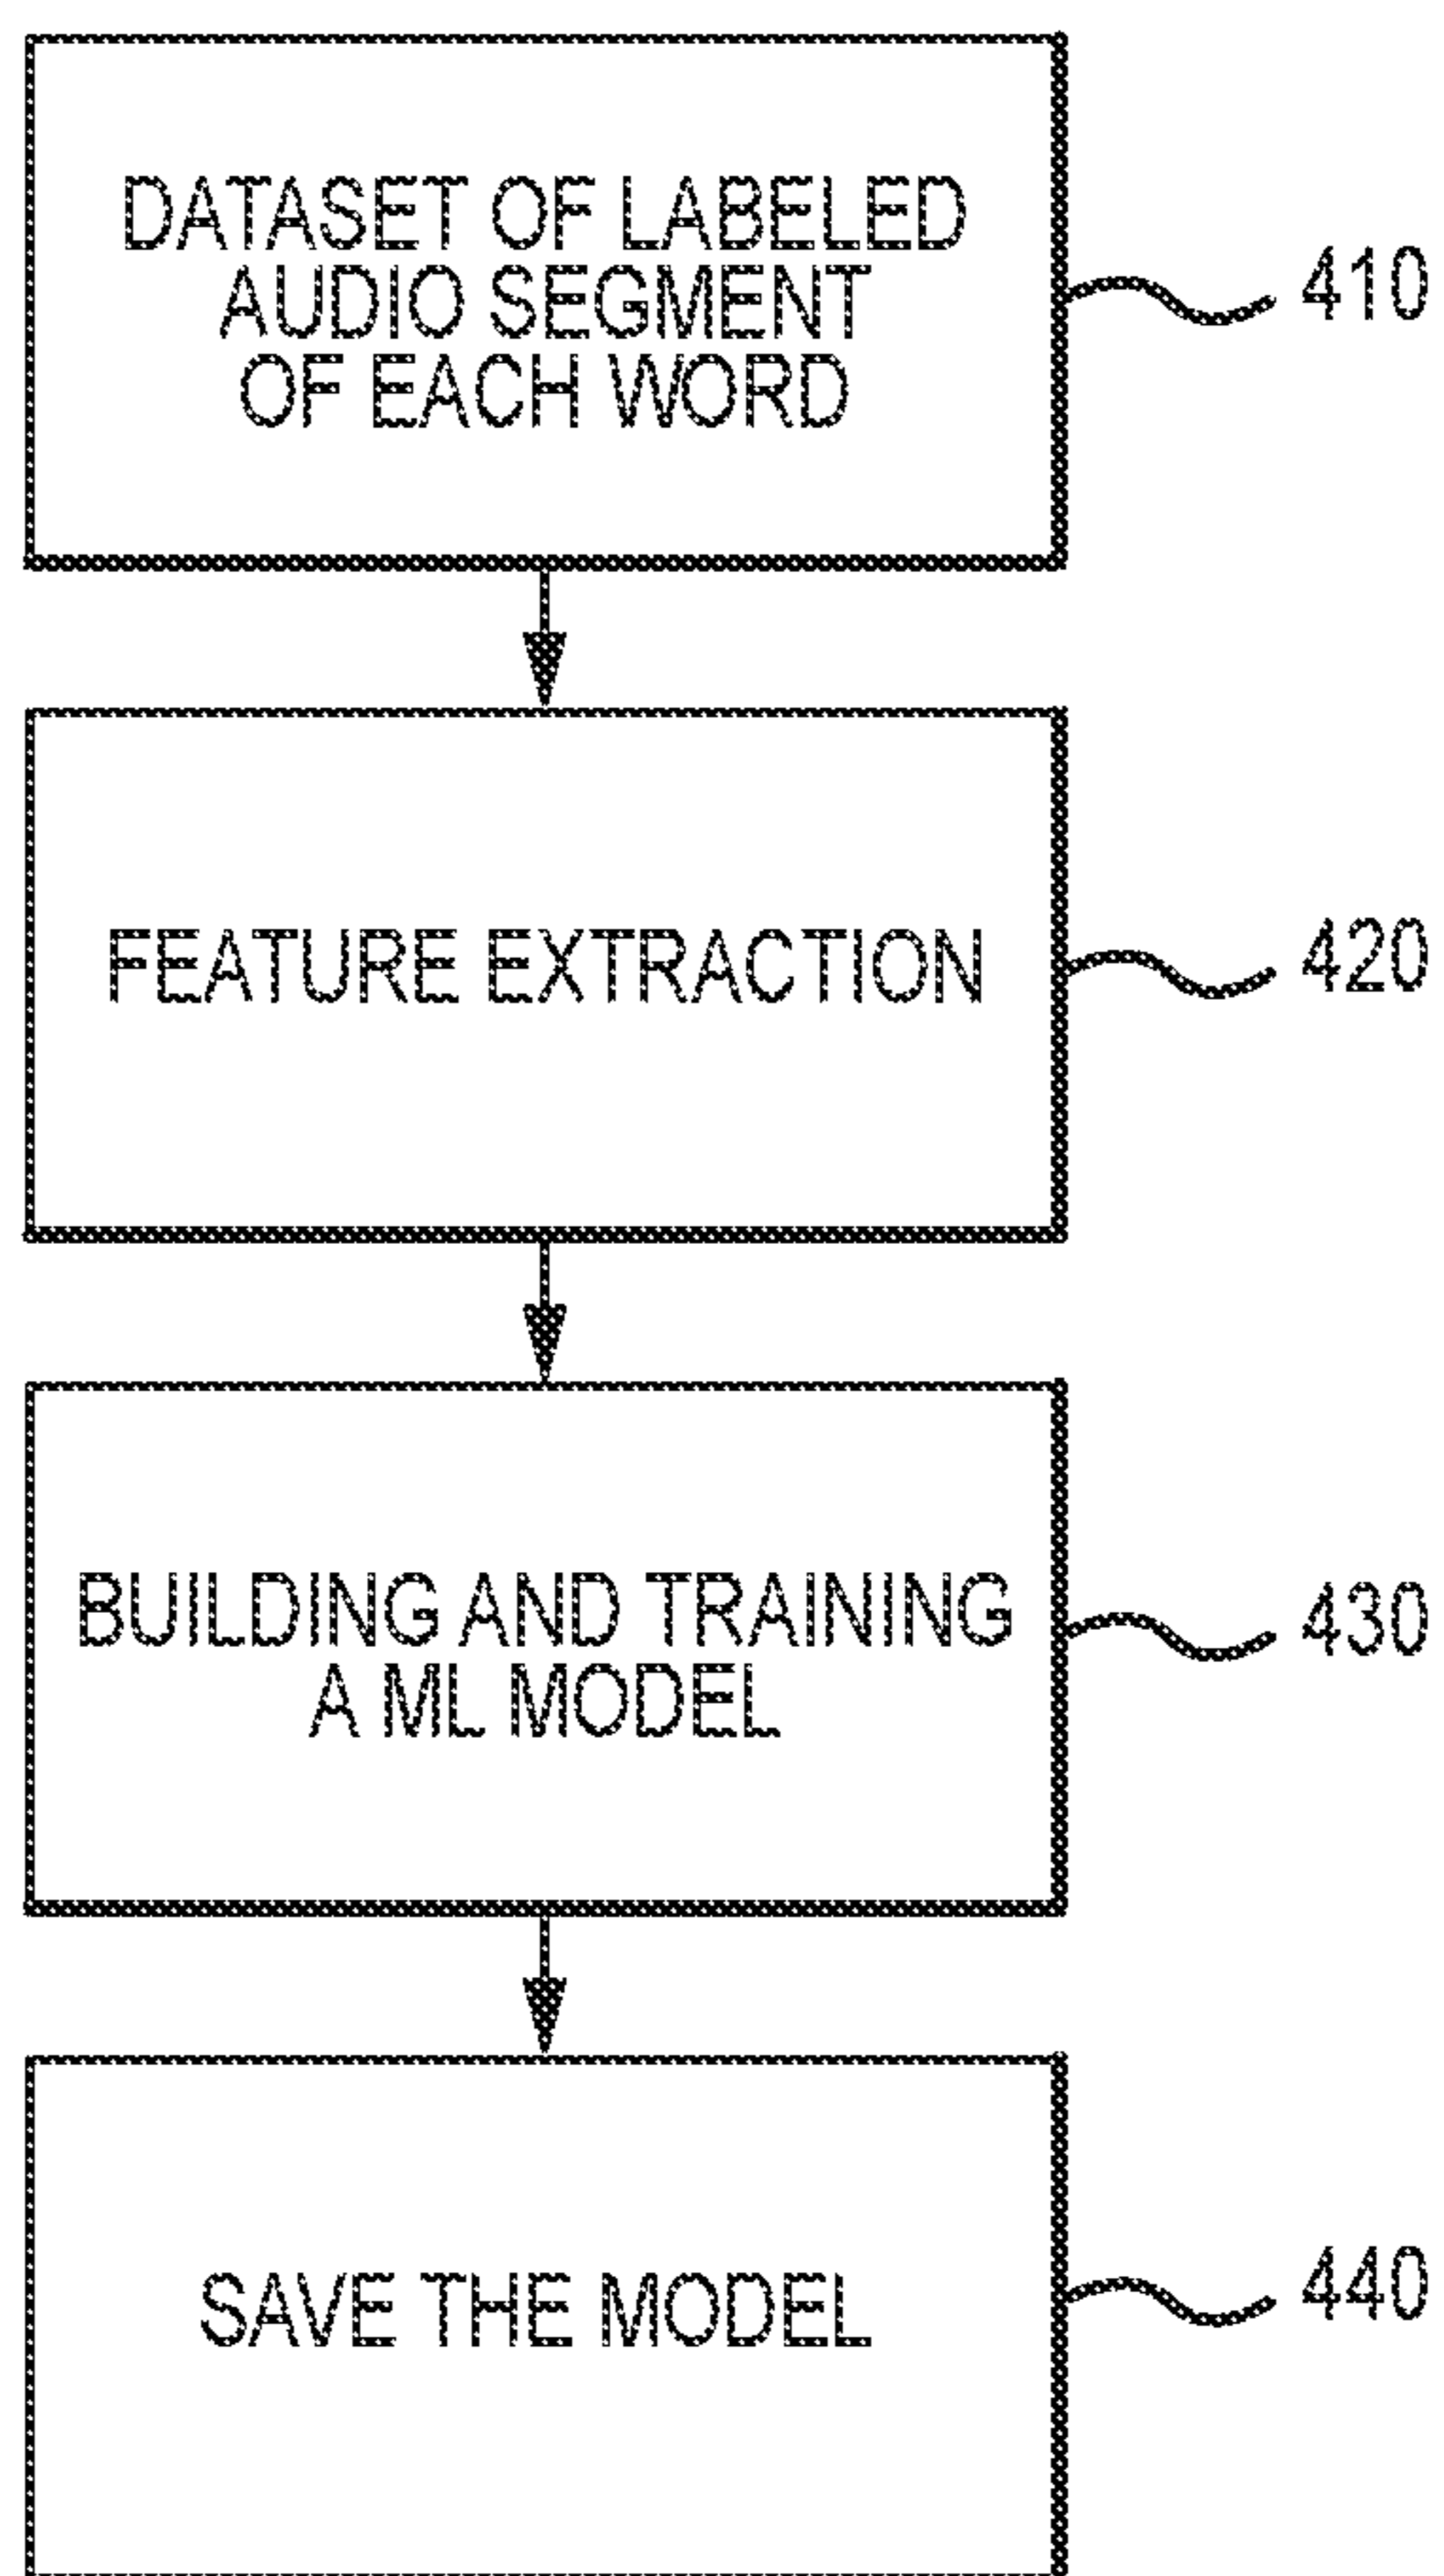 DATASET OF LABELED
AUDIO SEGMENT
OF EACH WORD
410
FEATURE EXTRACTION
420
BUILDING AND TRAINING
A ML MODEL
430
SAVE THE MODEL
440